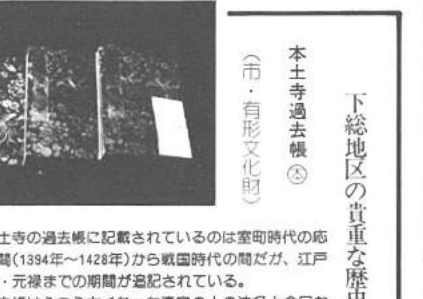 下総地区の貴重な歴史
本土寺過去帳㊍
（市・有形文化財）
土寺の過去帳に記載されているのは室町時代の応
間(1394年～1428年)から戦国時代の間だが、江戸
・元禄までの期間が追記されている。